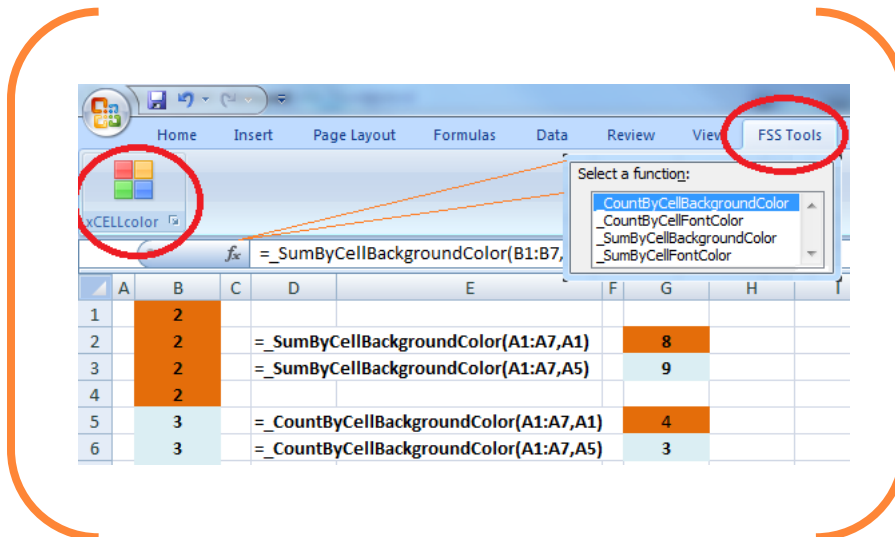 Home Insert Page Layout Formulas Data Review View FSS Tools
Select a function:
_CountByCellBackgroundColor
_CountByCellFontColor
_SumByCellBackgroundColor
_SumByCellFontColor
xCELLcolor
fx =_SumByCellBackgroundColor(B1:B7,
A B C D E F G H I
1 2
2 2 =_SumByCellBackgroundColor(A1:A7,A1) 8
3 2 =_SumByCellBackgroundColor(A1:A7,A5) 9
4 2
5 3 =_CountByCellBackgroundColor(A1:A7,A1) 4
6 3 =_CountByCellBackgroundColor(A1:A7,A5) 3